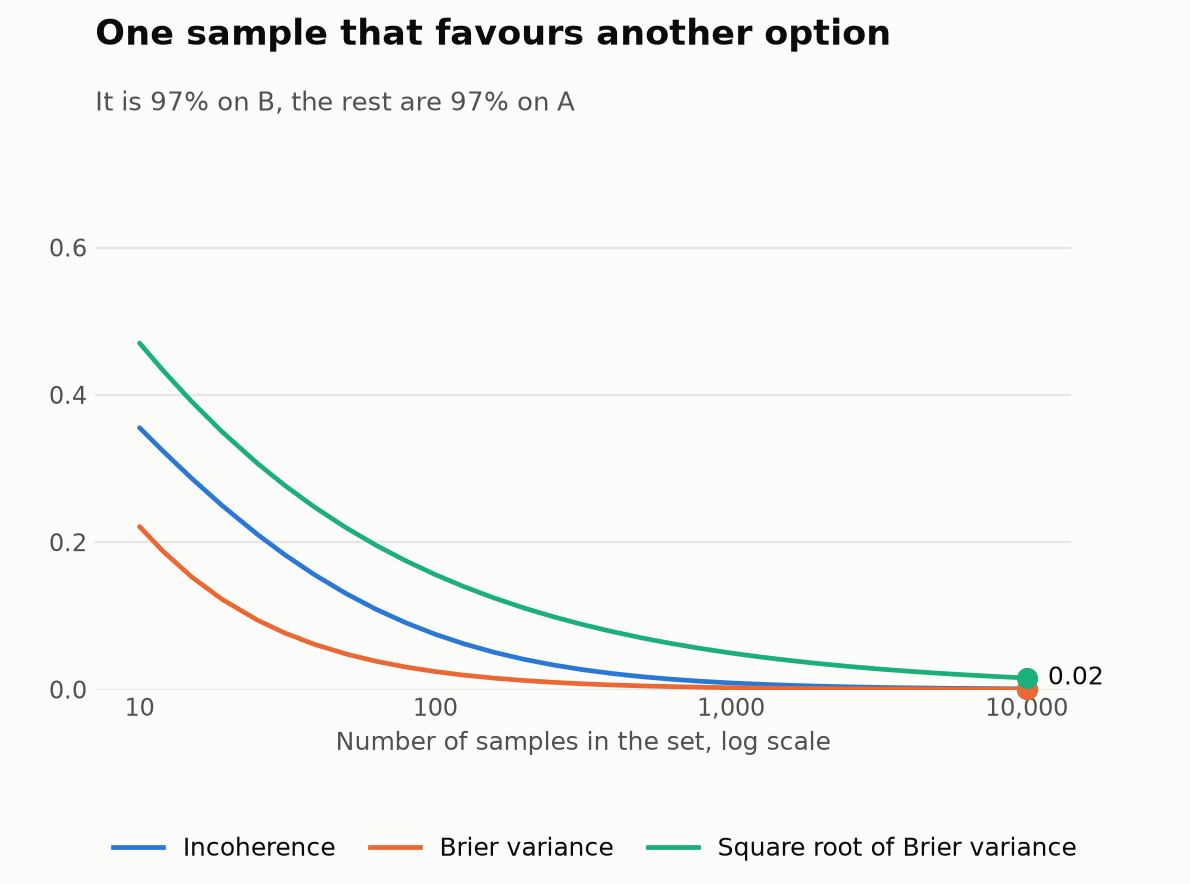 One sample that favours another option
It is 97% on B, the rest are 97% on A
0.6
0.4
0.2
0.0
0.02
10 100 1,000 10,000
Number of samples in the set, log scale
Incoherence Brier variance Square root of Brier variance